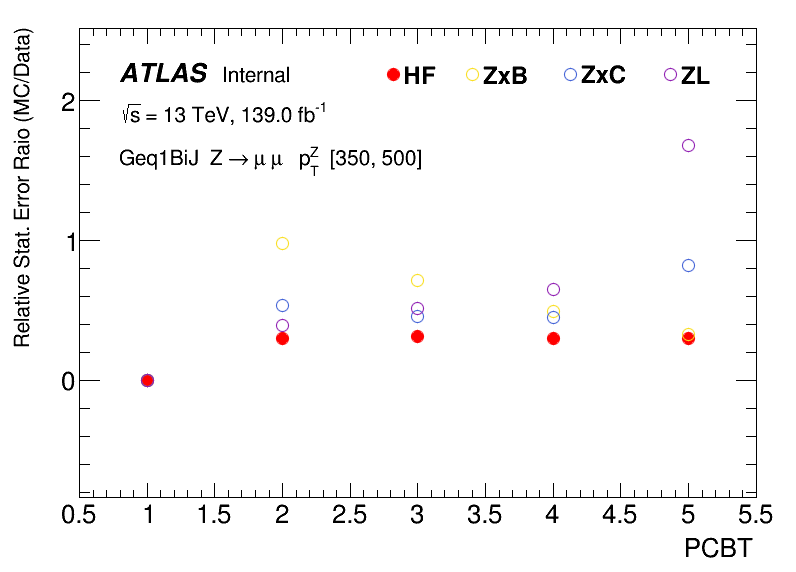 Relative Stat. Error Raio (MC/Data)
ATLAS Internal
HF ZxB ZxC ZL
√s = 13 TeV, 139.0 fb⁻¹
Geq1BiJ Z → μ μ p_T^Z [350, 500]
2
1
0
0.5 1 1.5 2 2.5 3 3.5 4 4.5 5 5.5
PCBT